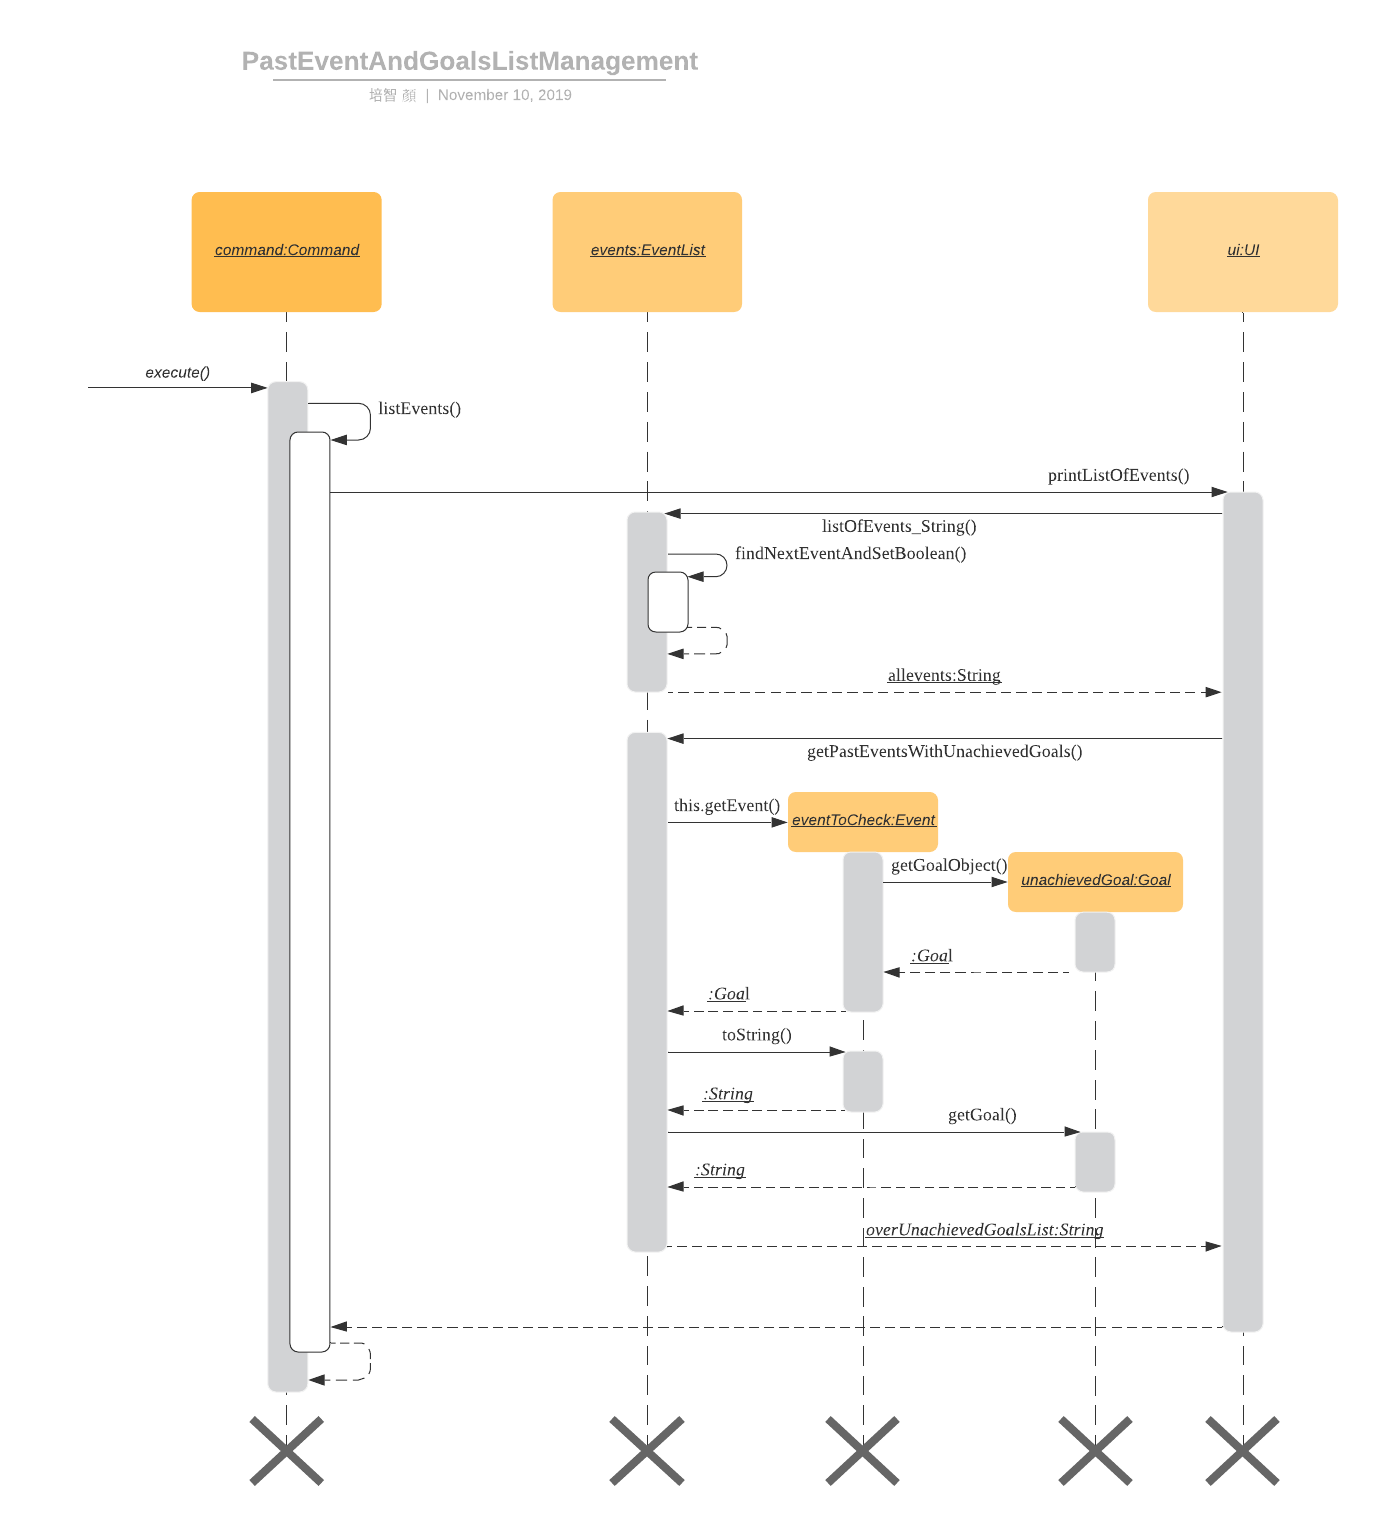 PastEventAndGoalsListManagement
培智 顏 | November 10, 2019
command:Command
events:EventList
ui:UI
execute()
listEvents()
printListOfEvents()
listOfEvents_String()
findNextEventAndSetBoolean()
allevents:String
getPastEventsWithUnachievedGoals()
this.getEvent()
eventToCheck:Event
getGoalObject()
unachievedGoal:Goal
:Goal
:Goal
toString()
:String
getGoal()
:String
overUnachievedGoalsList:String